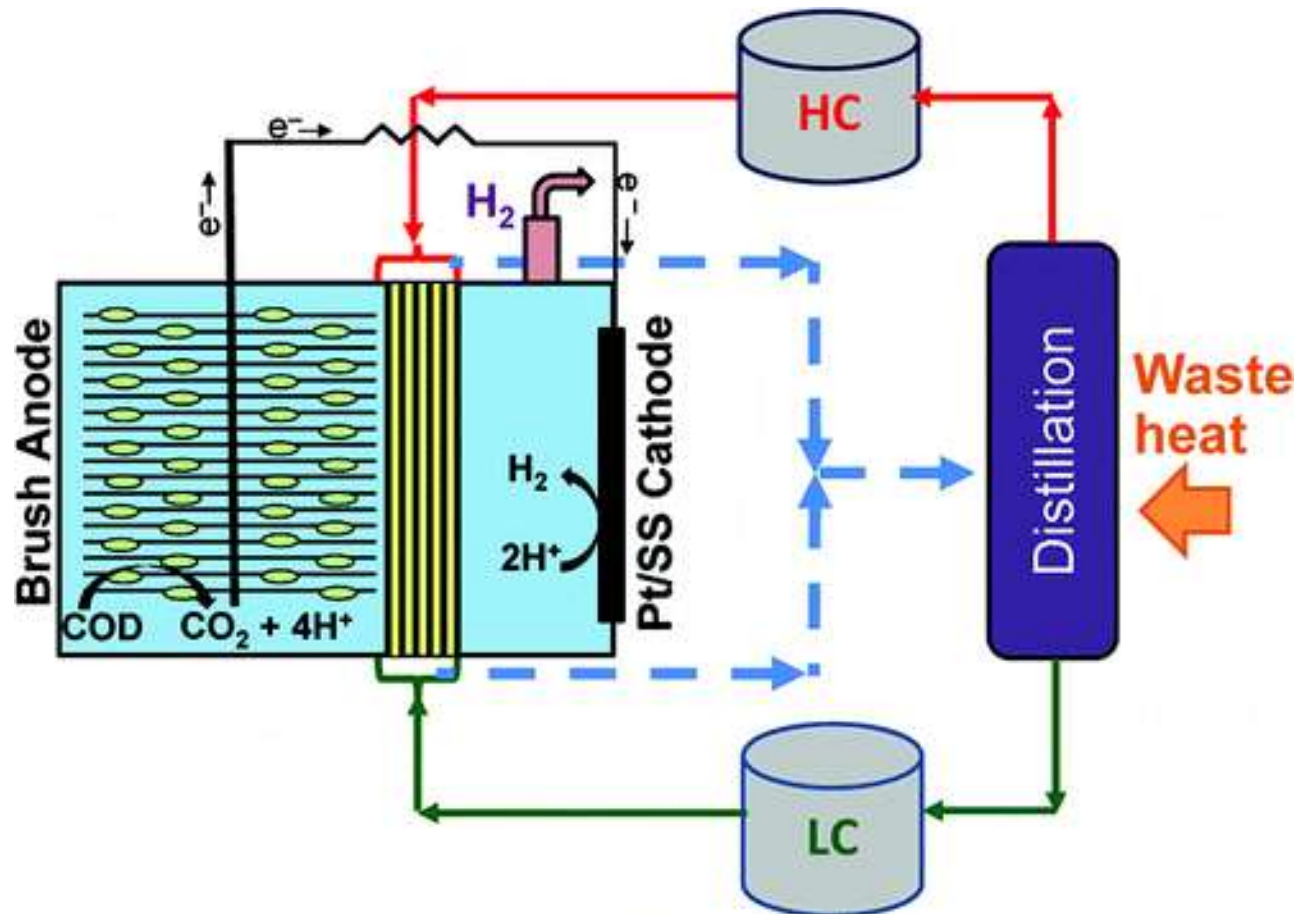 HC
e⁻
e⁻
e⁻
H₂
Brush Anode
Pt/SS Cathode
Distillation
Waste
heat
H₂
2H⁺
COD
CO₂ + 4H⁺
LC